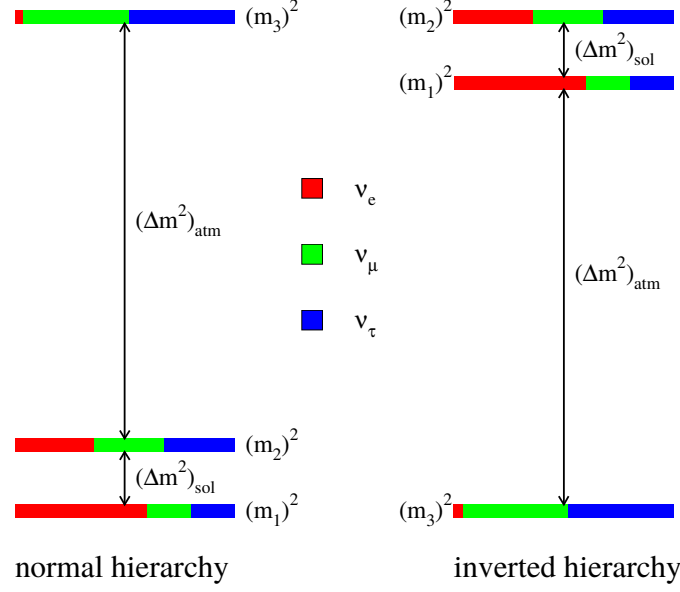 (m₃)²
(Δm²)atm
(m₂)²
(Δm²)sol
(m₁)²
normal hierarchy
νₑ
ν_μ
ν_τ
(m₂)²
(Δm²)sol
(m₁)²
(Δm²)atm
(m₃)²
inverted hierarchy